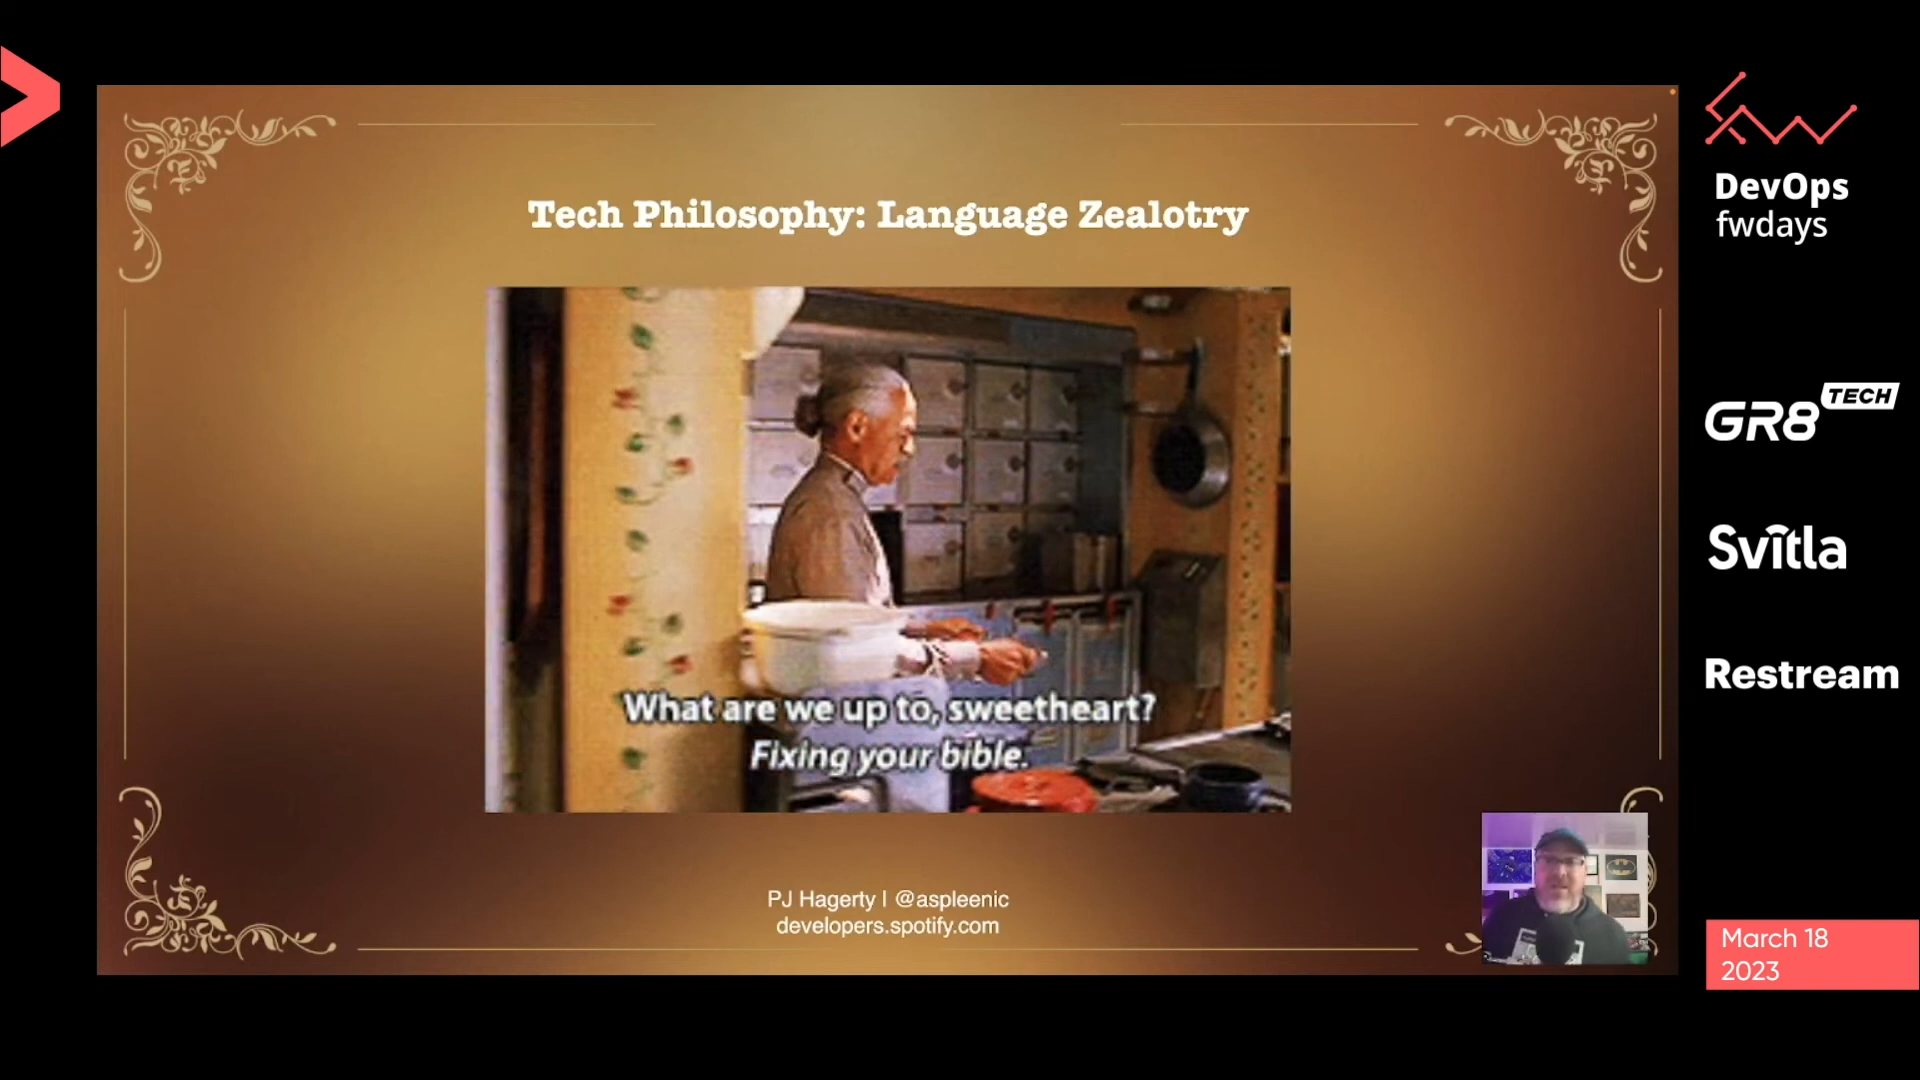 Tech Philosophy: Language Zealotry
What are we up to, sweetheart?
Fixing your bible.
PJ Hagerty | @aspleenic
developers.spotify.com
DevOps
fwdays
GR8 TECH
Svitla
Restream
March 18
2023